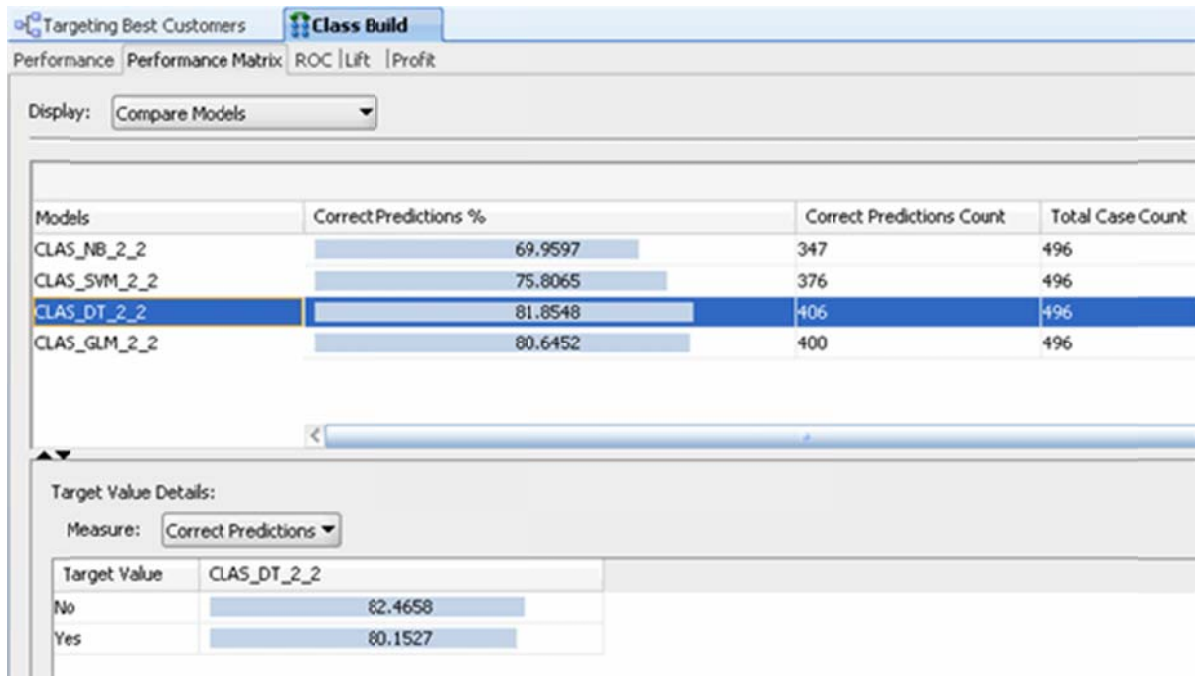 Targeting Best Customers Class Build
Performance Performance Matrix ROC Lift Profit
Display: Compare Models
Models Correct Predictions % Correct Predictions Count Total Case Count
CLAS_NB_2_2 69.9597 347 496
CLAS_SVM_2_2 75.8065 376 496
CLAS_DT_2_2 81.8548 406 496
CLAS_GLM_2_2 80.6452 400 496
Target Value Details:
Measure: Correct Predictions
Target Value CLAS_DT_2_2
No 82.4658
Yes 80.1527